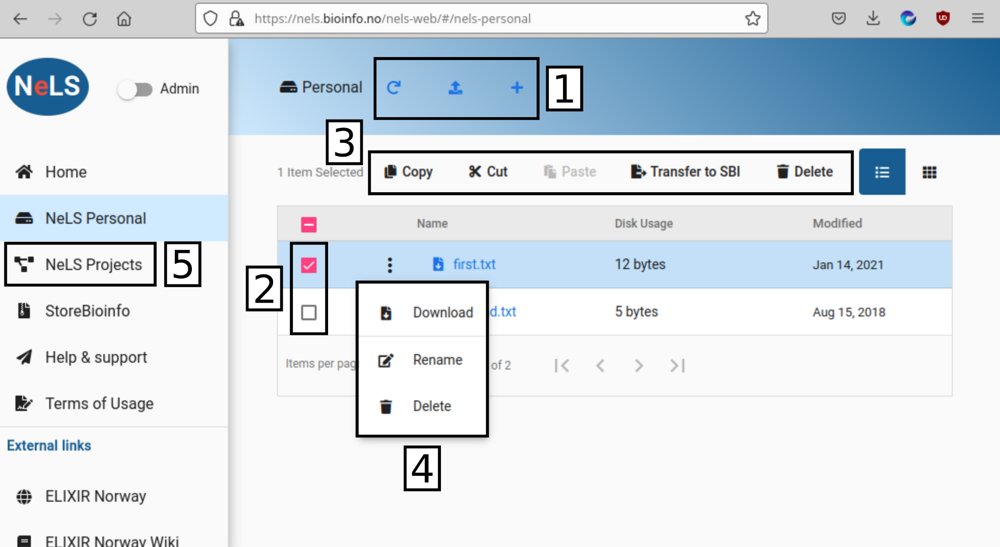 https://nels.bioinfo.no/nels-web/#/nels-personal
NeLS
Admin
Personal
1
3
Home
1 Item Selected
Copy
Cut
Paste
Transfer to SBI
Delete
NeLS Personal
Name
Disk Usage
Modified
NeLS Projects
5
2
first.txt
12 bytes
Jan 14, 2021
StoreBioinfo
Download
d.txt
5 bytes
Aug 15, 2018
Help & support
Items per pag
Rename
of 2
Terms of Usage
Delete
External links
4
ELIXIR Norway
ELIXIR Norway Wiki